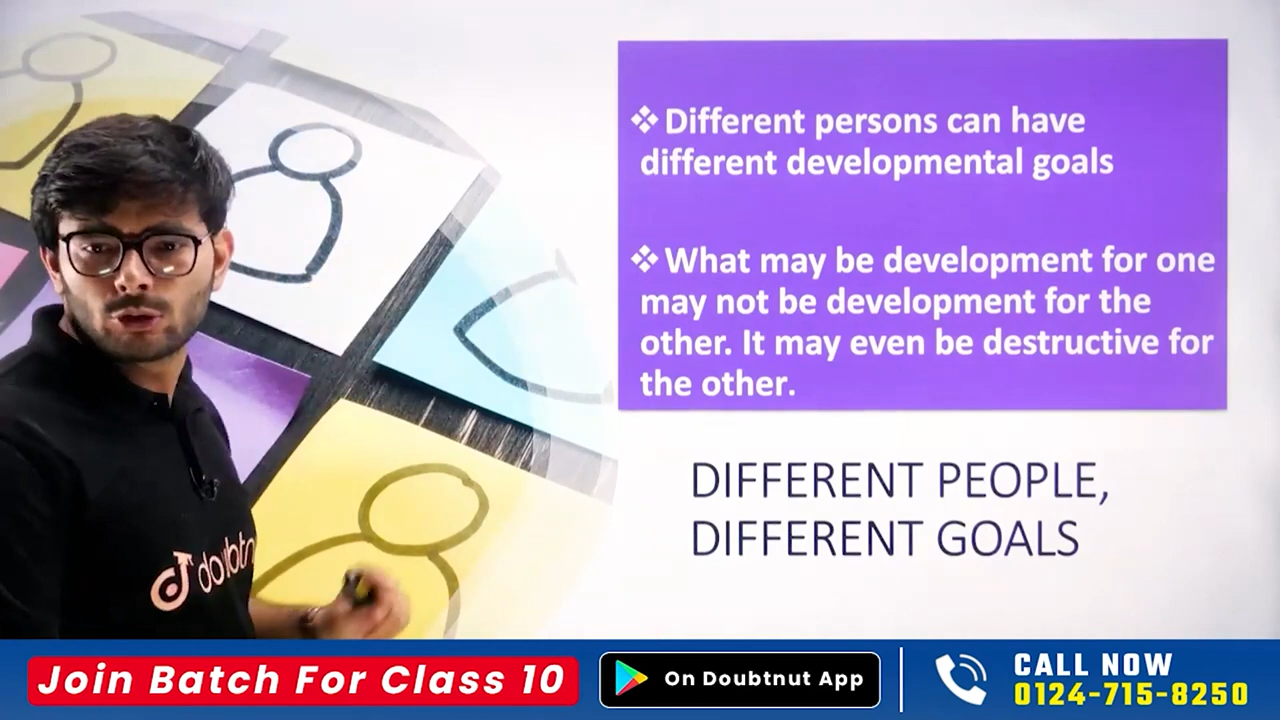 ❖Different persons can have
different developmental goals
❖What may be development for one
may not be development for the
other. It may even be destructive for
the other.
DIFFERENT PEOPLE,
DIFFERENT GOALS
doubtn
Join Batch For Class 10
On Doubtnut App
CALL NOW
0124-715-8250